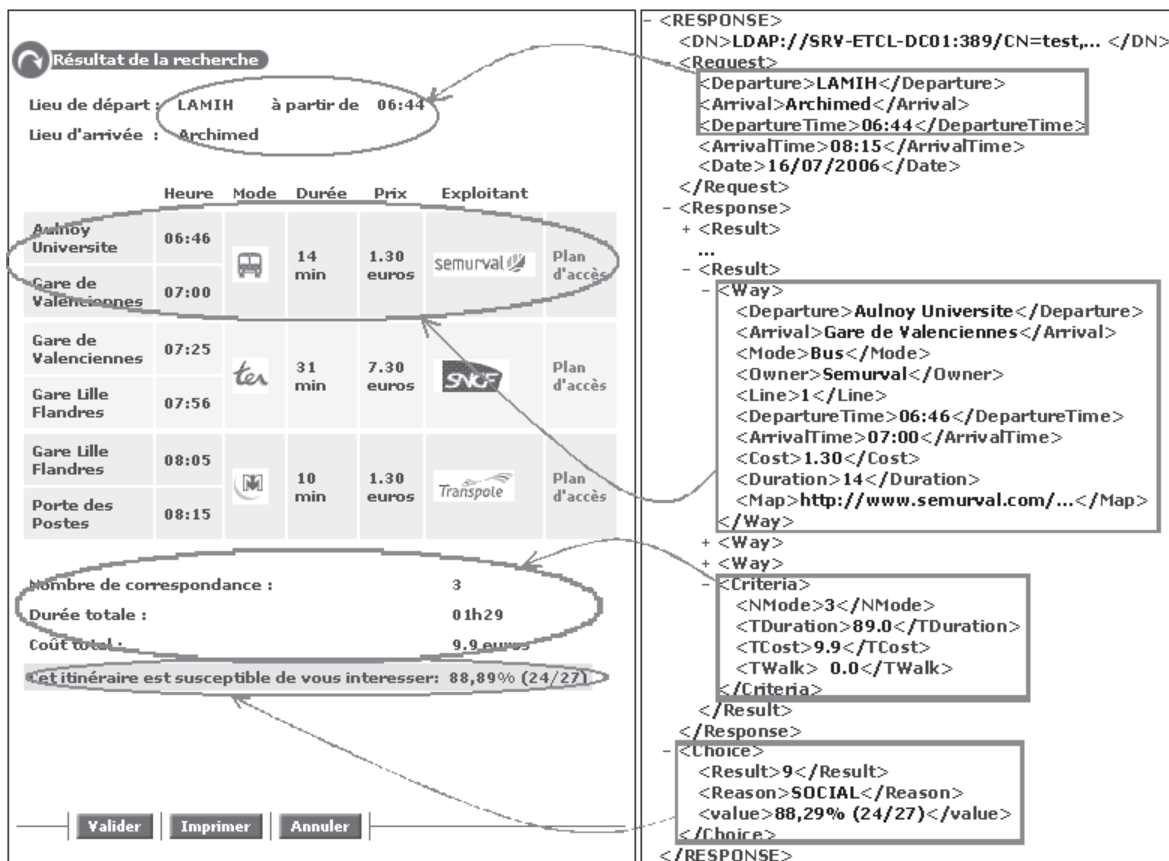 Résultat de la recherche
Lieu de départ : LAMIH à partir de 06:44
Lieu d'arrivée : Archimed
Heure Mode Durée Prix Exploitant
Aulnoy Universite 06:46
14 min 1.30 euros semurval Plan d'accès
Gare de Valenciennes 07:00
Gare de Valenciennes 07:25
ter 31 min 7.30 euros SNCF Plan d'accès
Gare Lille Flandres 07:56
Gare Lille Flandres 08:05
10 min 1.30 euros Transpole Plan d'accès
Porte des Postes 08:15
Nombre de correspondance : 3
Durée totale : 01h29
Coût total : 9.9 euros
Cet itinéraire est susceptible de vous interesser: 88,89% (24/27)
Valider Imprimer Annuler
- <RESPONSE>
<DN>LDAP://SRV-ETCL-DC01:389/CN=test,... </DN>
- <Request>
<Departure>LAMIH</Departure>
<Arrival>Archimed</Arrival>
<DepartureTime>06:44</DepartureTime>
<ArrivalTime>08:15</ArrivalTime>
<Date>16/07/2006</Date>
</Request>
- <Response>
+ <Result>
...
- <Result>
- <Way>
<Departure>Aulnoy Universite</Departure>
<Arrival>Gare de Valenciennes</Arrival>
<Mode>Bus</Mode>
<Owner>Semurval</Owner>
<Line>1</Line>
<DepartureTime>06:46</DepartureTime>
<ArrivalTime>07:00</ArrivalTime>
<Cost>1.30</Cost>
<Duration>14</Duration>
<Map>http://www.semurval.com/...</Map>
</Way>
+ <Way>
+ <Way>
- <Criteria>
<NMode>3</NMode>
<TDuration>89.0</TDuration>
<TCost>9.9</TCost>
<TWalk> 0.0</TWalk>
</Criteria>
</Result>
</Response>
- <Choice>
<Result>9</Result>
<Reason>SOCIAL</Reason>
<value>88,29% (24/27)</value>
</Choice>
</RESPONSE>